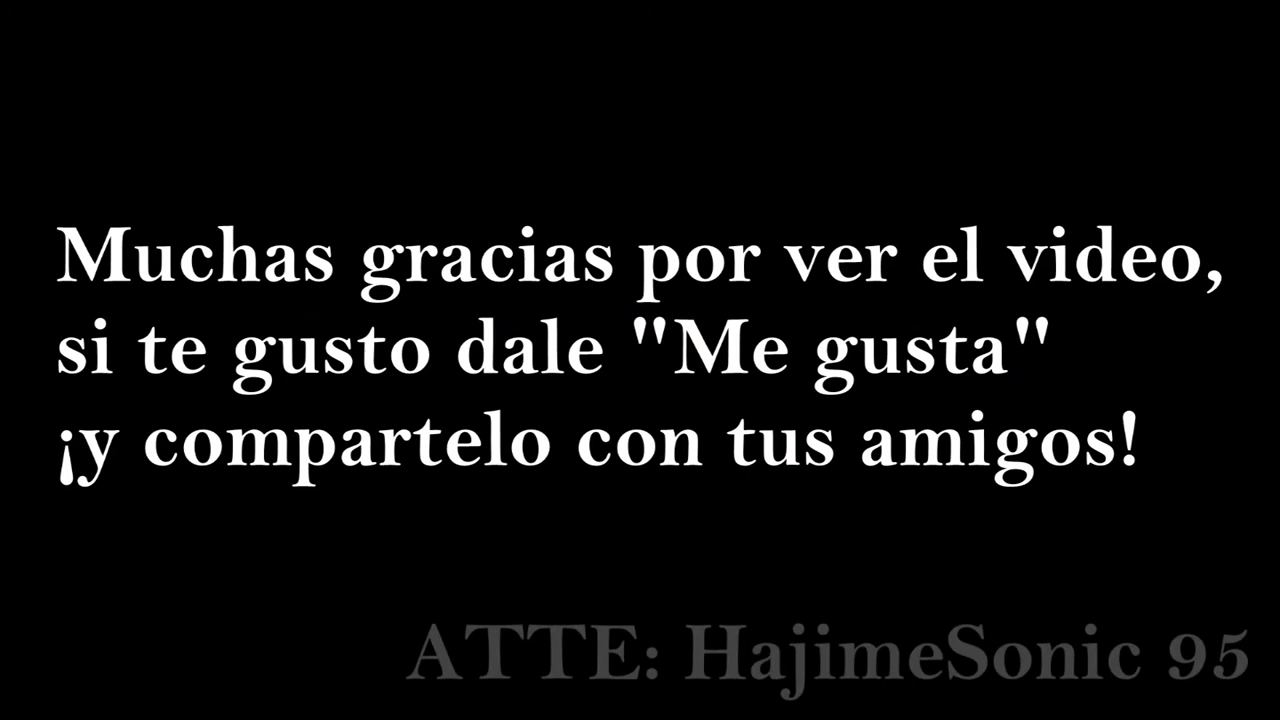 Muchas gracias por ver el video,
si te gusto dale "Me gusta"
¡y compartelo con tus amigos!
ATTE: HajimeSonic 95